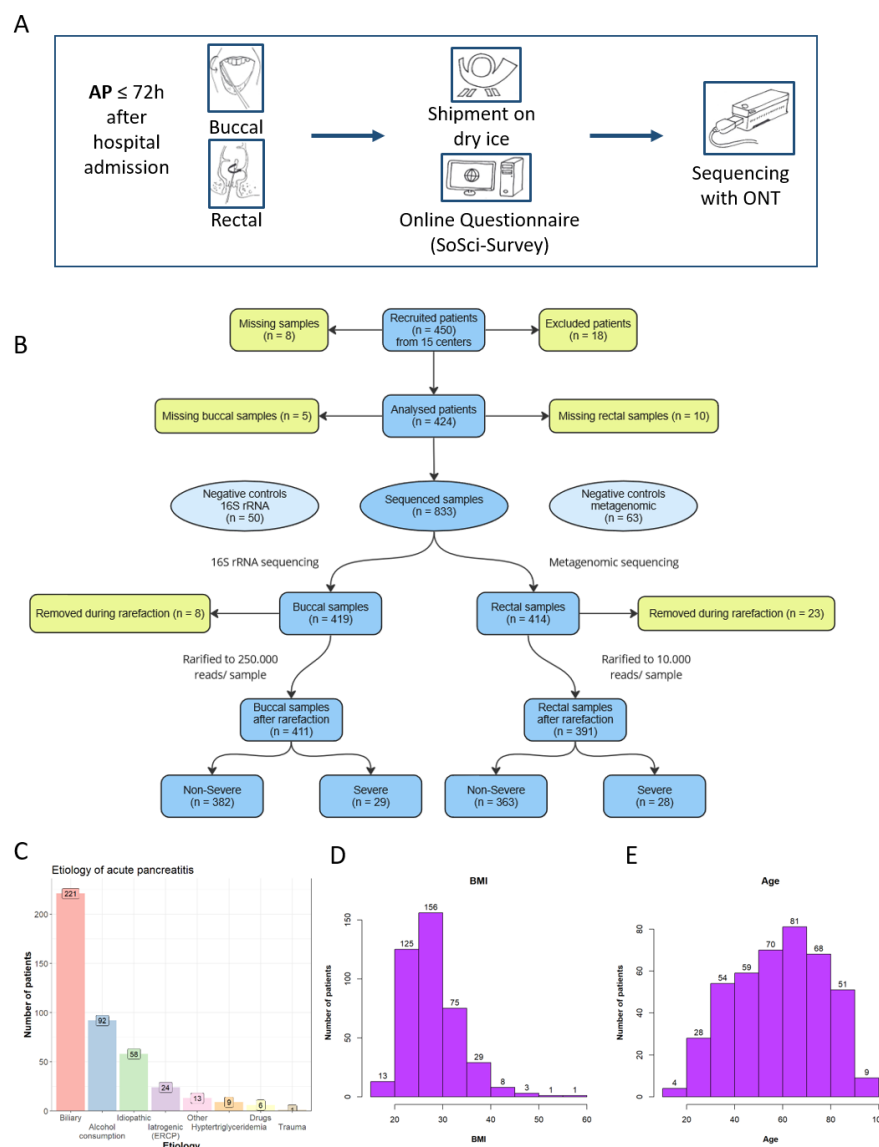 A
AP ≤ 72h
after
hospital
admission
Buccal
Rectal
Shipment on
dry ice
Online Questionnaire
(SoSci-Survey)
Sequencing
with ONT
B
Missing samples
(n = 8)
Recruited patients
(n = 450)
from 15 centers
Excluded patients
(n = 18)
Missing buccal samples (n = 5)
Analysed patients
(n = 424)
Missing rectal samples (n = 10)
Negative controls
16S rRNA
(n = 50)
Sequenced samples
(n = 833)
Negative controls
metagenomic
(n = 63)
16S rRNA sequencing
Metagenomic sequencing
Removed during rarefaction (n = 8)
Buccal samples
(n = 419)
Rectal samples
(n = 414)
Removed during rarefaction (n = 23)
Rarified to 250.000
reads/ sample
Rarified to 10.000
reads/ sample
Buccal samples
after rarefaction
(n = 411)
Rectal samples
after rarefaction
(n = 391)
Non-Severe
(n = 382)
Severe
(n = 29)
Non-Severe
(n = 363)
Severe
(n = 28)
C
Etiology of acute pancreatitis
Number of patients
200
150
100
50
0
221
92
58
24
13
9
6
1
Biliary
Alcohol
consumption
Idiopathic
Iatrogenic
(ERCP)
Other
Hyptertriglyceridemia
Drugs
Trauma
Etiology
D
BMI
Number of patients
150
100
50
0
13
125
156
75
29
8
3
1
1
20 30 40 50 60
BMI
E
Age
Number of patients
80
60
40
20
0
4
28
54
59
70
81
68
51
9
20 40 60 80
Age